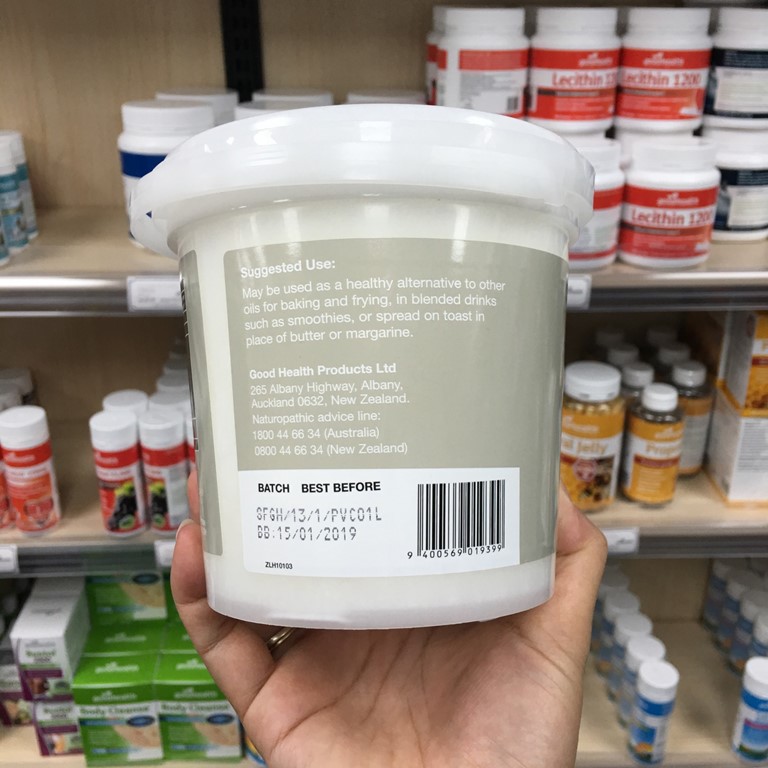 Lecithin 1200
Lecithin 1200
Lecithin 1200
Suggested Use:
May be used as a healthy alternative to other
oils for baking and frying, in blended drinks
such as smoothies, or spread on toast in
place of butter or margarine.
Good Health Products Ltd
265 Albany Highway, Albany,
Auckland 0632, New Zealand.
Naturopathic advice line:
1800 44 66 34 (Australia)
0800 44 66 34 (New Zealand)
BATCH BEST BEFORE
SFGH/13/1/PVC01L
BB:15/01/2019
9 400569 019399
ZLH10103
Body Cleanse
Body Cleanse